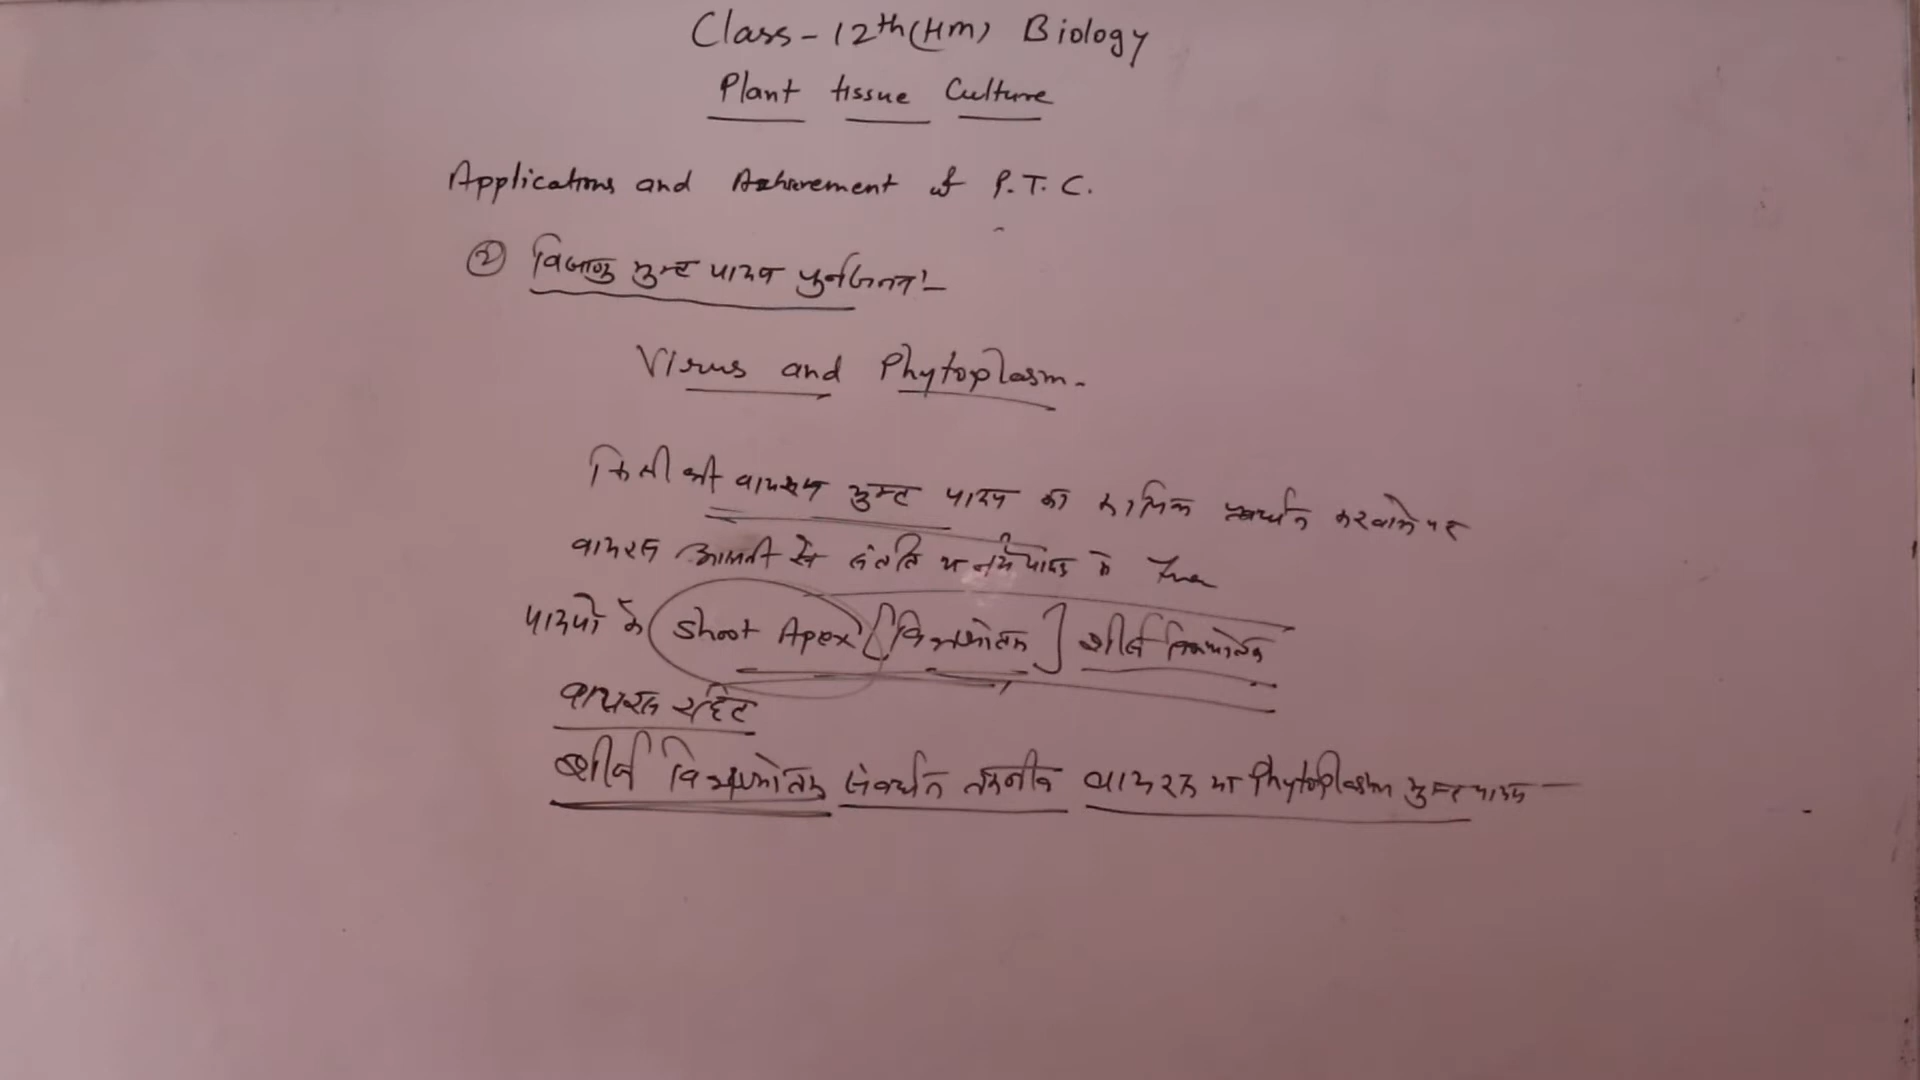 Class-12th(HM) Biology
Plant tissue Culture
Applications and Achievement of P.T.C.
② विषाणु मुक्त पादप पुर्नजनन:-
Virus and Phytoplasm-
किसी भी वायरस मुक्त पादप का कायिक प्रवर्धन करवाने पर
वायरस आसानी से संतति या नये पादप में
पादपों के Shoot Apex [विभज्योतक] शीर्ष विभज्योतक
वायरस रहित
शीर्ष विभज्योतक संवर्धन तकनीक वायरस या Phytoplasm मुक्त पादप